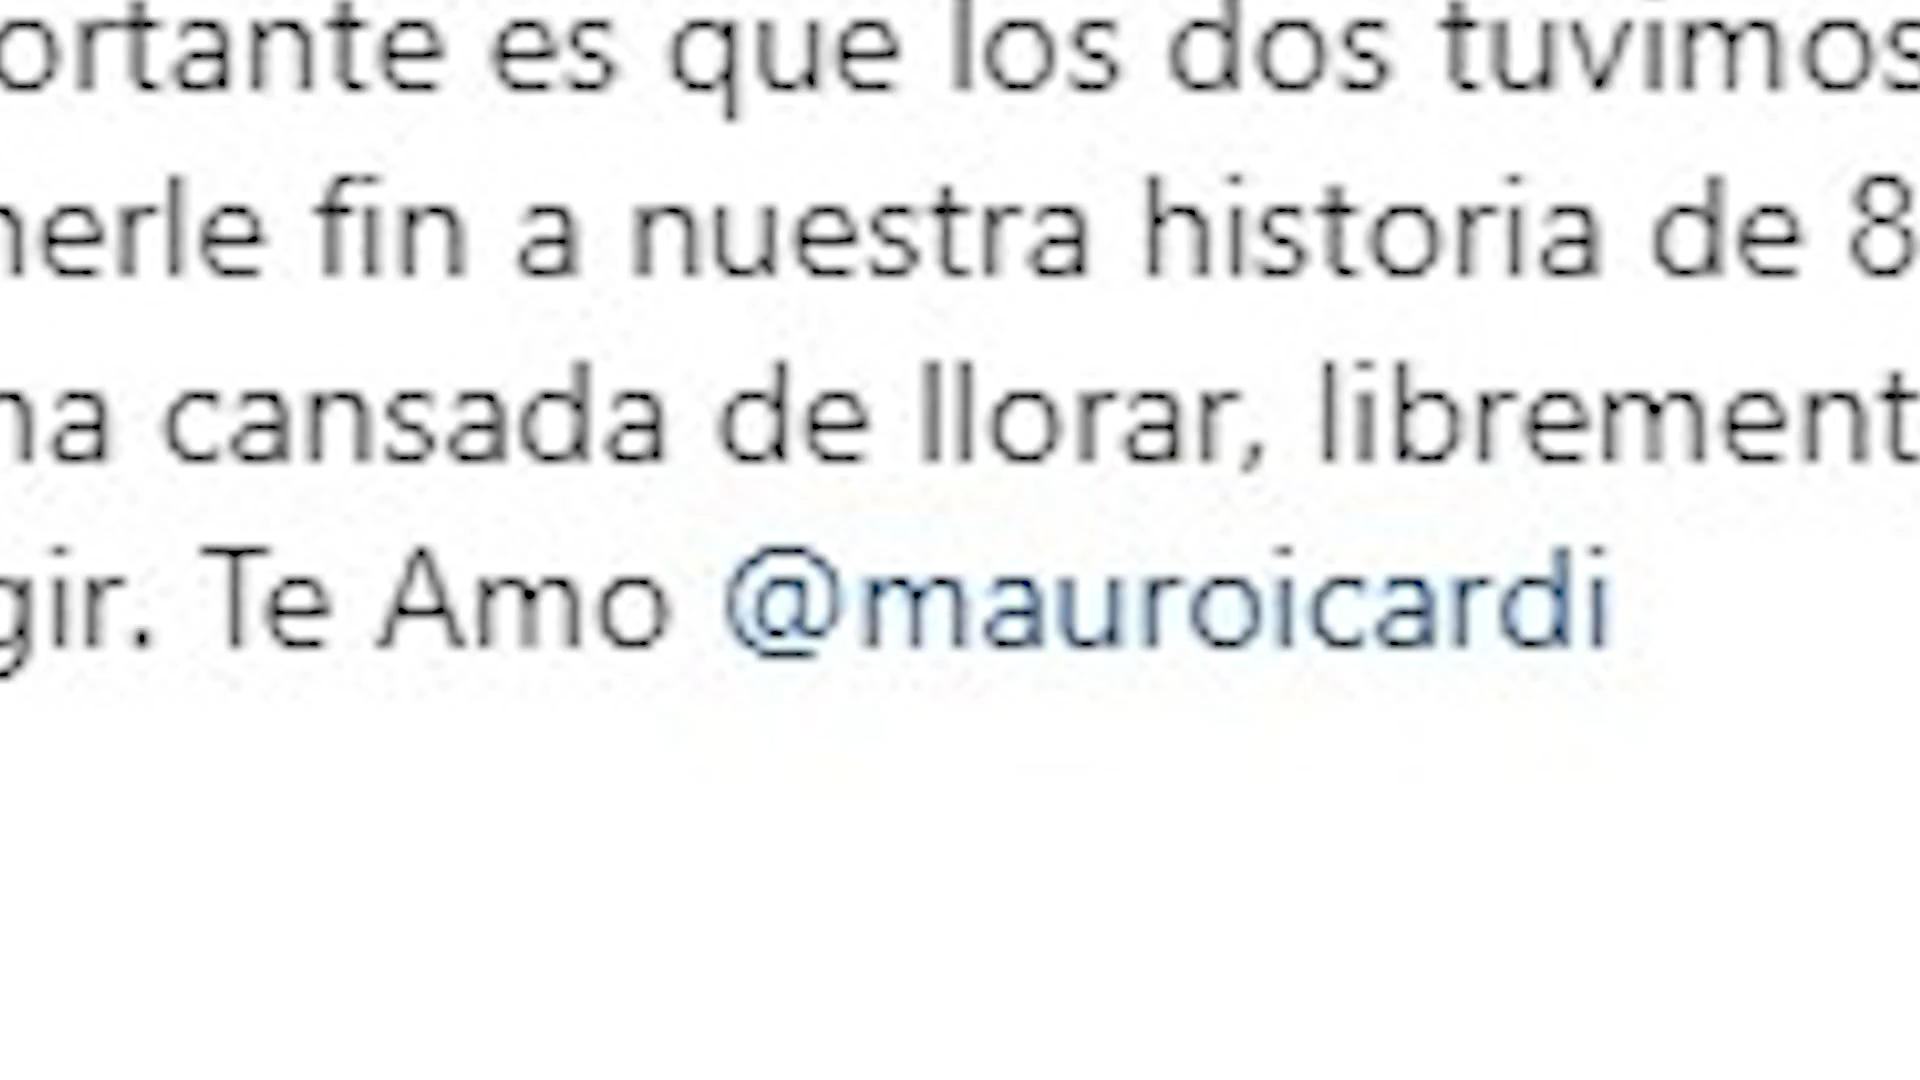 ortante es que los dos tuvimos
nerle fin a nuestra historia de 8
na cansada de llorar, librement
gir. Te Amo @mauroicardi